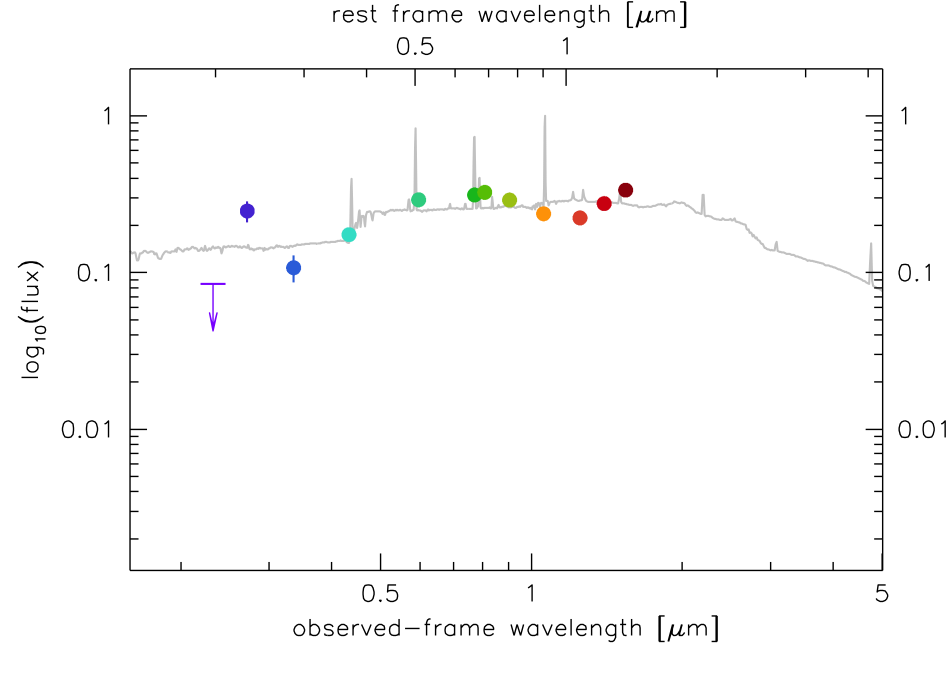 rest frame wavelength [μm]
0.5 1
1 1
0.1 0.1
log10(flux)
0.01 0.01
0.5 1 5
observed-frame wavelength [μm]